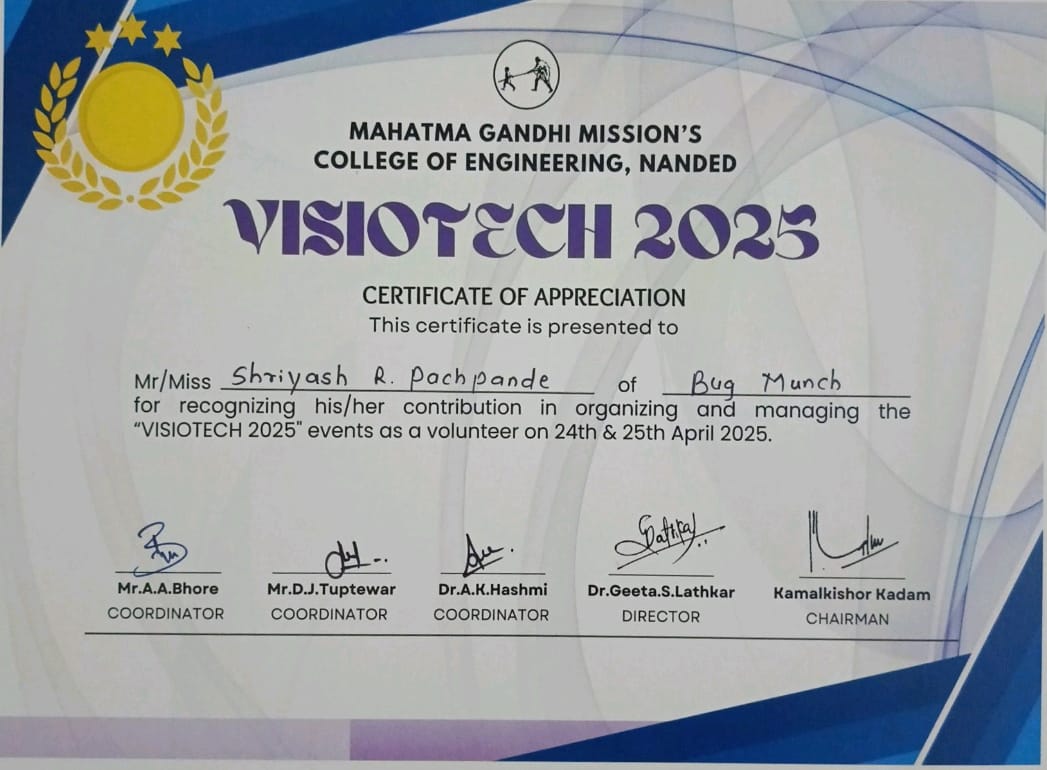 MAHATMA GANDHI MISSION'S
COLLEGE OF ENGINEERING, NANDED
VISIOTECH 2025
CERTIFICATE OF APPRECIATION
This certificate is presented to
Mr/Miss Shriyash R. Pachpande of Bug Munch
for recognizing his/her contribution in organizing and managing the
“VISIOTECH 2025" events as a volunteer on 24th & 25th April 2025.
Mr.A.A.Bhore Mr.D.J.Tuptewar Dr.A.K.Hashmi Dr.Geeta.S.Lathkar Kamalkishor Kadam
COORDINATOR COORDINATOR COORDINATOR DIRECTOR CHAIRMAN